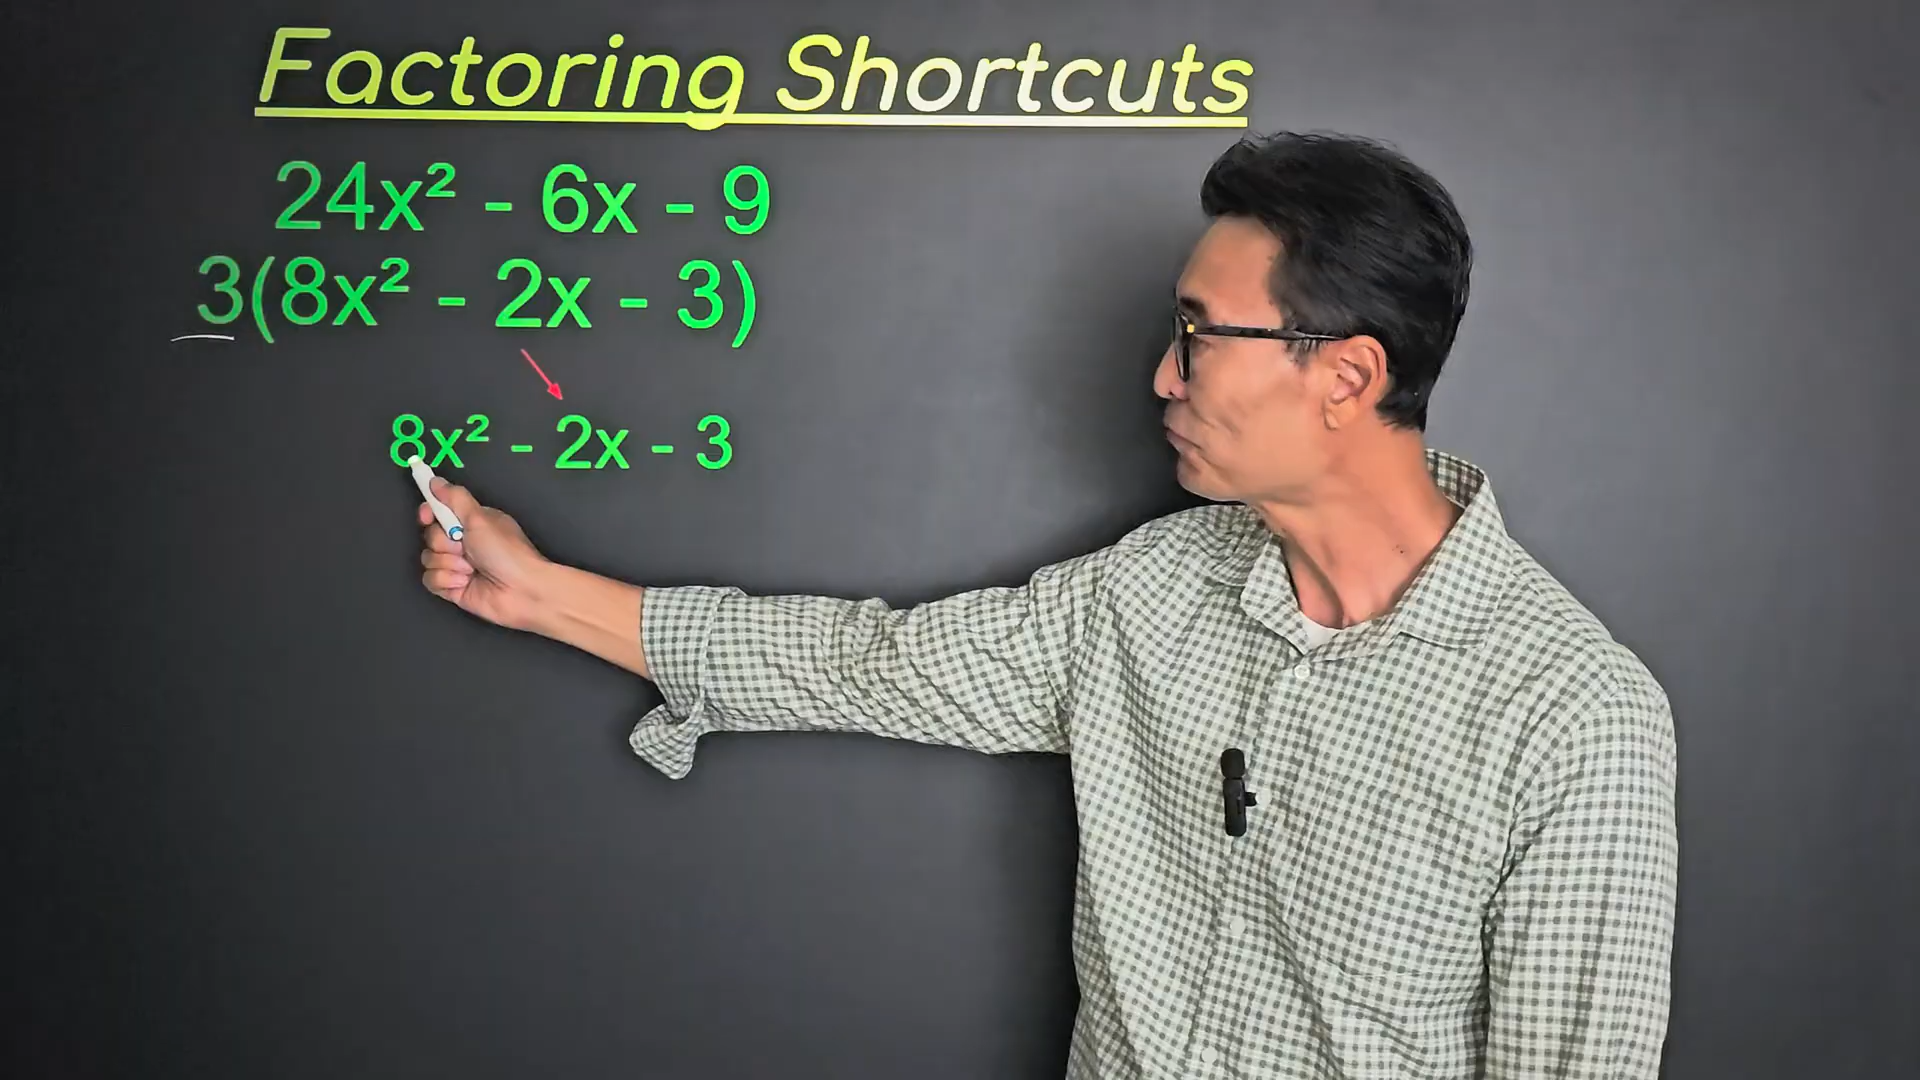 Factoring Shortcuts
24x² - 6x - 9
3(8x² - 2x - 3)
8x² - 2x - 3